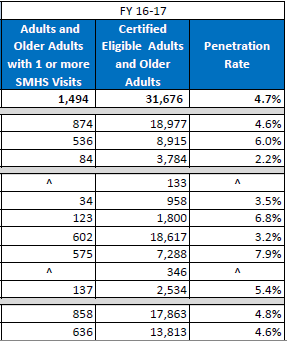 FY 16-17
Adults and Older Adults with 1 or more SMHS Visits | Certified Eligible Adults and Older Adults | Penetration Rate
1,494 31,676 4.7%
874 18,977 4.6%
536 8,915 6.0%
84 3,784 2.2%
^ 133 ^
34 958 3.5%
123 1,800 6.8%
602 18,617 3.2%
575 7,288 7.9%
^ 346 ^
137 2,534 5.4%
858 17,863 4.8%
636 13,813 4.6%